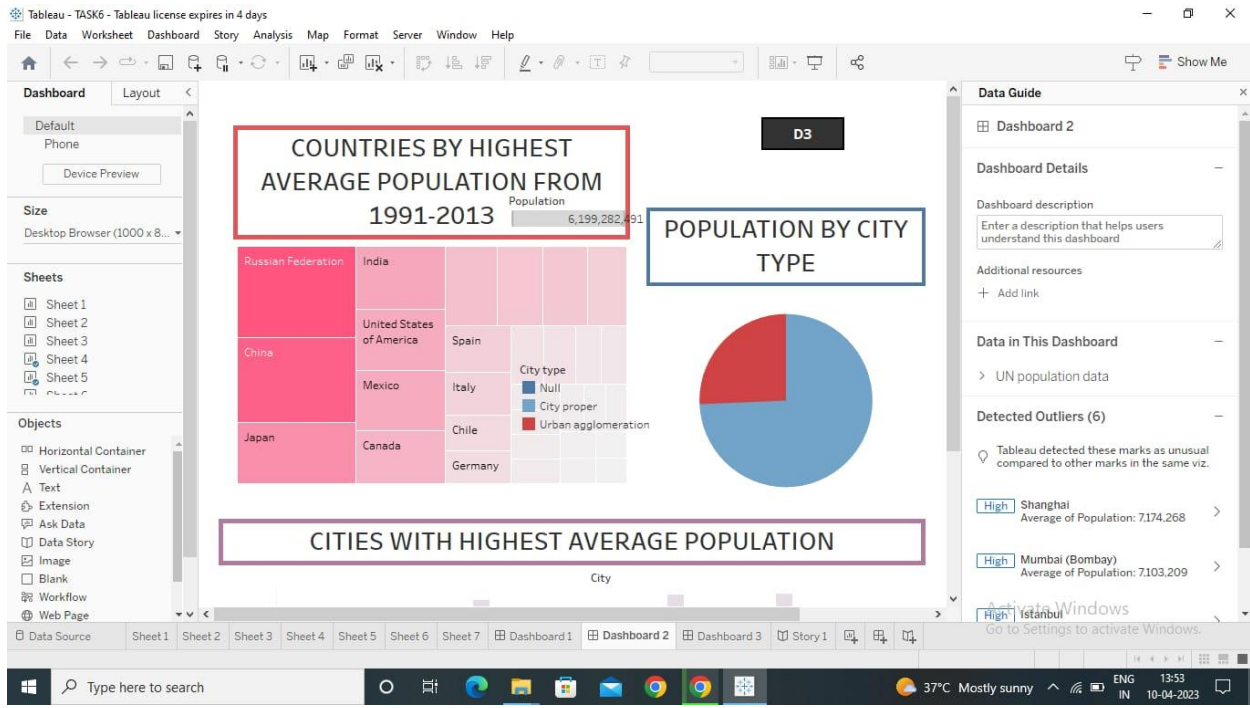 Tableau - TASK6 - Tableau license expires in 4 days
File Data Worksheet Dashboard Story Analysis Map Format Server Window Help
Show Me
Dashboard Layout
Default
Phone
Device Preview
Size
Desktop Browser (1000 x 8...
Sheets
Sheet 1
Sheet 2
Sheet 3
Sheet 4
Sheet 5
Objects
Horizontal Container
Vertical Container
Text
Extension
Ask Data
Data Story
Image
Blank
Workflow
Web Page
COUNTRIES BY HIGHEST
AVERAGE POPULATION FROM
1991-2013
Population
6,199,282,491
D3
POPULATION BY CITY
TYPE
Russian Federation
China
Japan
India
United States
of America
Mexico
Canada
Spain
Italy
Chile
Germany
City type
Null
City proper
Urban agglomeration
CITIES WITH HIGHEST AVERAGE POPULATION
City
Data Guide
Dashboard 2
Dashboard Details
Dashboard description
Enter a description that helps users
understand this dashboard
Additional resources
Add link
Data in This Dashboard
UN population data
Detected Outliers (6)
Tableau detected these marks as unusual
compared to other marks in the same viz.
High Shanghai
Average of Population: 7,174,268
High Mumbai (Bombay)
Average of Population: 7,103,209
High Istanbul
Activate Windows
Go to Settings to activate Windows.
Data Source Sheet 1 Sheet 2 Sheet 3 Sheet 4 Sheet 5 Sheet 6 Sheet 7 Dashboard 1 Dashboard 2 Dashboard 3 Story 1
Type here to search
37°C Mostly sunny
ENG
IN
13:53
10-04-2023